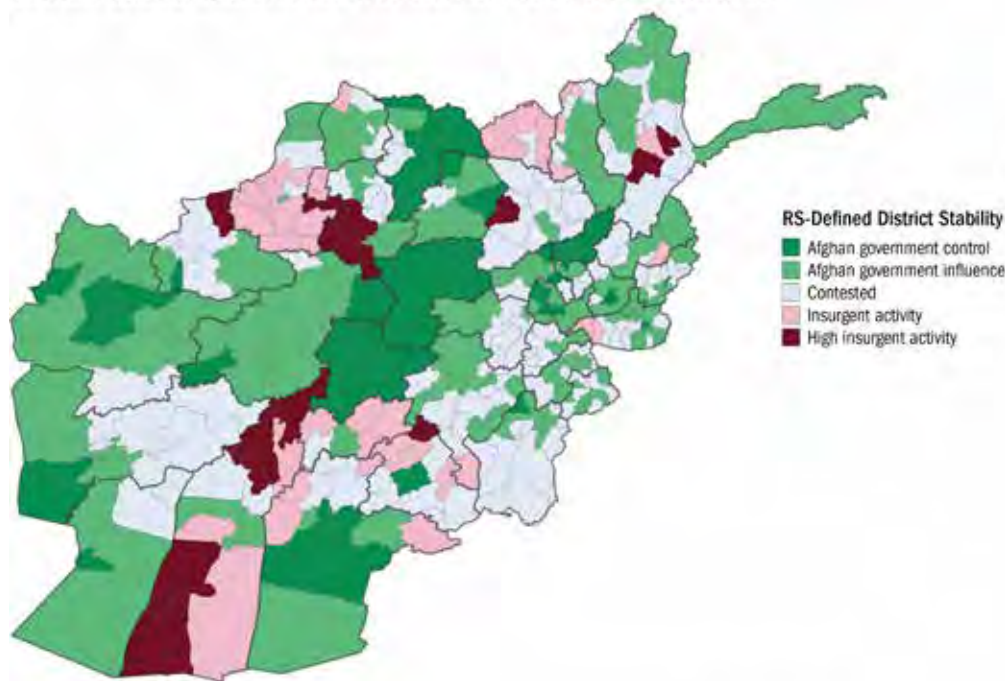 RS-Defined District Stability
Afghan government control
Afghan government influence
Contested
Insurgent activity
High insurgent activity